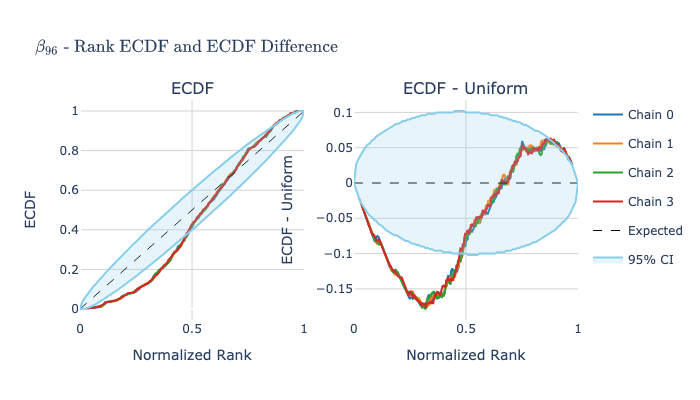 β96 - Rank ECDF and ECDF Difference
ECDF
ECDF - Uniform
ECDF
1
0.8
0.6
0.4
0.2
0
0
0.5
1
Normalized Rank
ECDF - Uniform
0.1
0.05
0
−0.05
−0.1
−0.15
0
0.5
1
Normalized Rank
Chain 0
Chain 1
Chain 2
Chain 3
Expected
95% CI